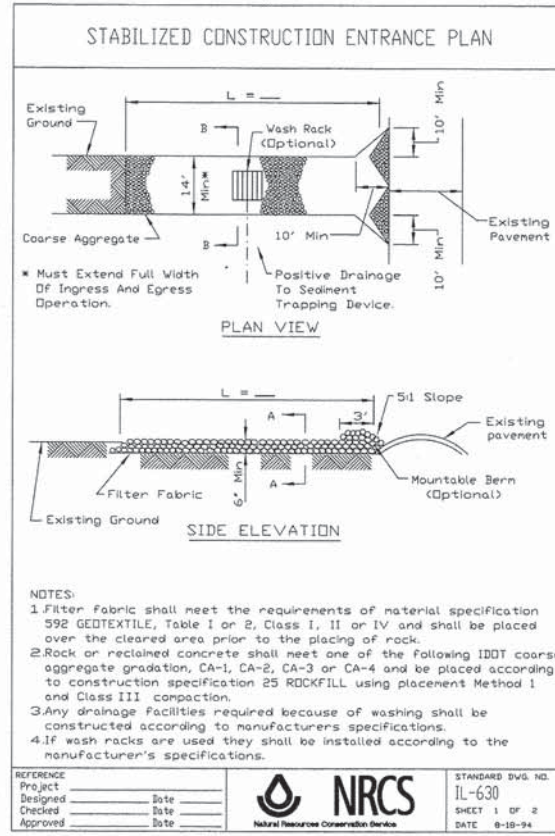 STABILIZED CONSTRUCTION ENTRANCE PLAN
L = ___
Existing
Ground
B
Wash Rack
(Optional)
10' Min
14'
Min*
10' Min
Existing
Pavement
Coarse Aggregate
B
10' Min
* Must Extend Full Width
Of Ingress And Egress
Operation.
Positive Drainage
To Sediment
Trapping Device.
PLAN VIEW
L = ___
A
3'
5:1 Slope
Existing
pavement
Filter Fabric
6" Min
A
Mountable Berm
(Optional)
Existing Ground
SIDE ELEVATION
NOTES:
1.Filter fabric shall meet the requirements of material specification
592 GEOTEXTILE, Table 1 or 2, Class I, II or IV and shall be placed
over the cleared area prior to the placing of rock.
2.Rock or reclaimed concrete shall meet one of the following IDOT coarse
aggregate gradation, CA-1, CA-2, CA-3 or CA-4 and be placed according
to construction specification 25 ROCKFILL using placement Method 1
and Class III compaction.
3.Any drainage facilities required because of washing shall be
constructed according to manufacturers specifications.
4.If wash racks are used they shall be installed according to the
manufacturer's specifications.
REFERENCE
Project
Designed Date
Checked Date
Approved Date
NRCS
Natural Resources Conservation Service
STANDARD DWG. NO.
IL-630
SHEET 1 OF 2
DATE 8-18-94